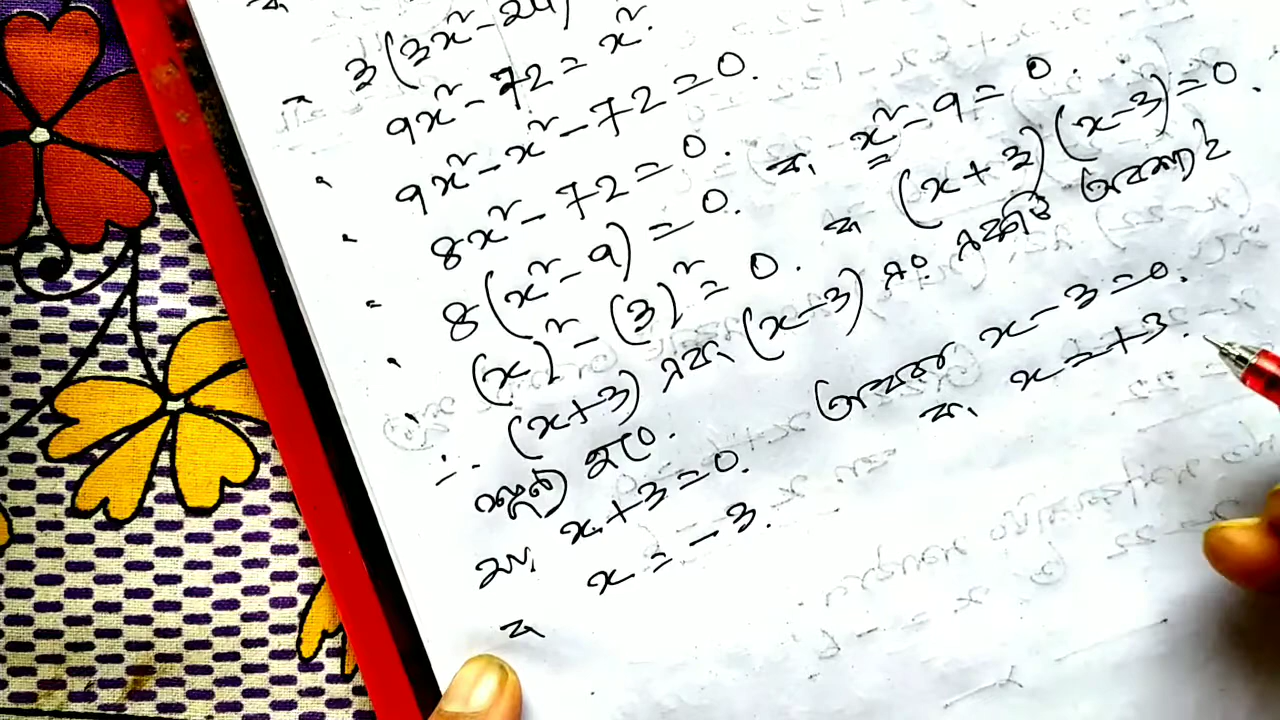 বা, 3(3x²-24)
বা 9x²-72=x².
9x²-x²-72=0.
8x²-72=0.
8(x²-9)=0. বা, x²-9=0.
(x)²-(3)²=0. বা, (x+3)(x-3)=0.
∴ (x+3) এবং (x-3) এর একটি অবশ্যই
শূন্য হবে.
হয়, x+3=0. অথবা x-3=0.
বা x=-3. বা, x=+3.